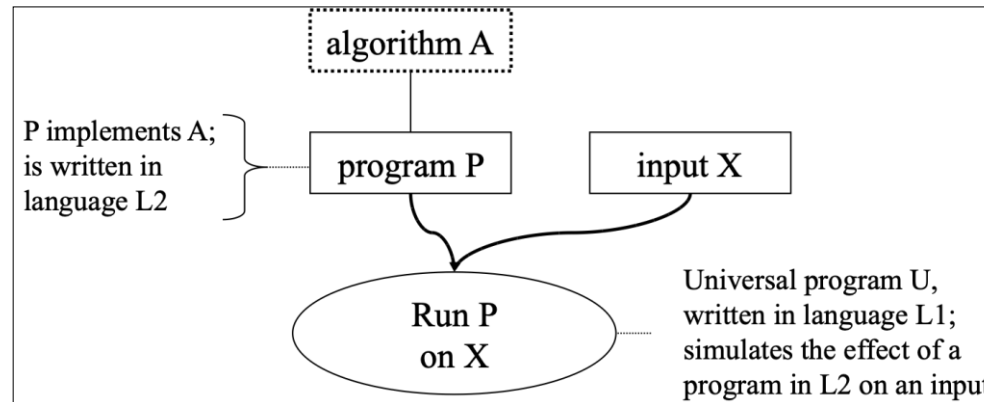 algorithm A
P implements A;
is written in
language L2
program P
input X
Run P
on X
Universal program U,
written in language L1;
simulates the effect of a
program in L2 on an input